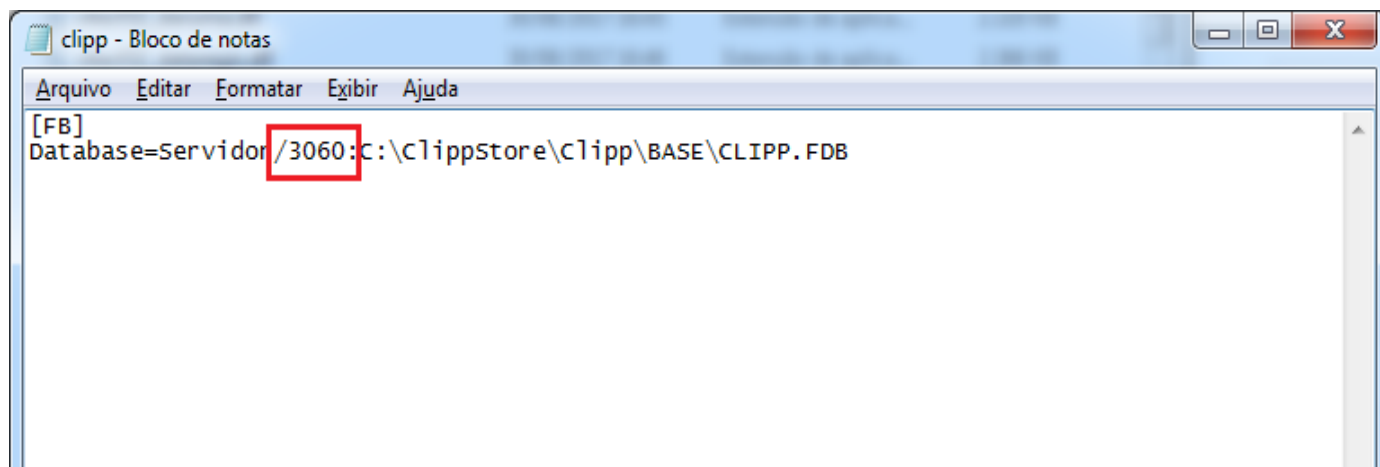 clipp - Bloco de notas
Arquivo Editar Formatar Exibir Ajuda
[FB]
Database=Servidor/3060:C:\ClippStore\Clipp\BASE\CLIPP.FDB